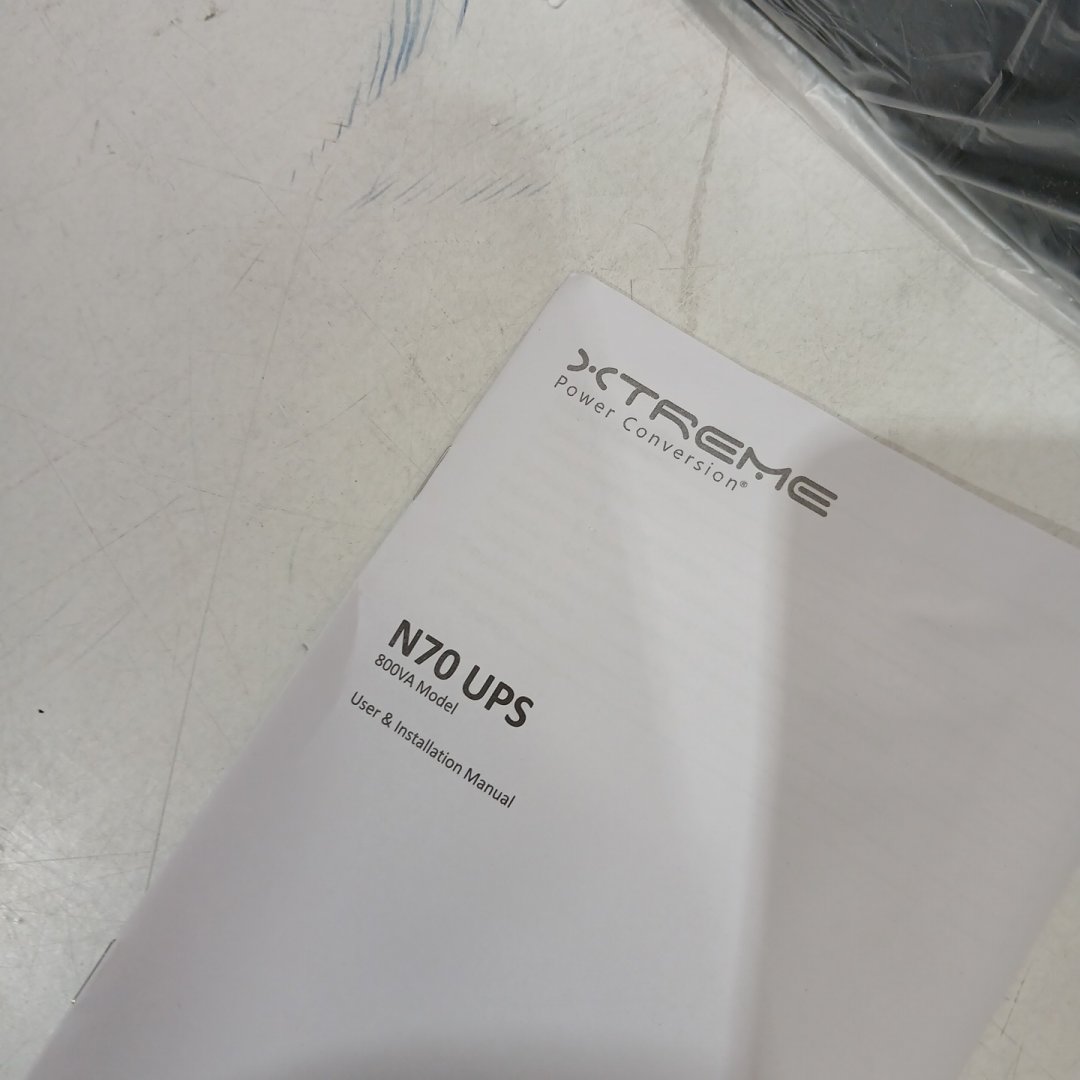 XTREME
Power Conversion®
N70 UPS
800VA Model
User & Installation Manual